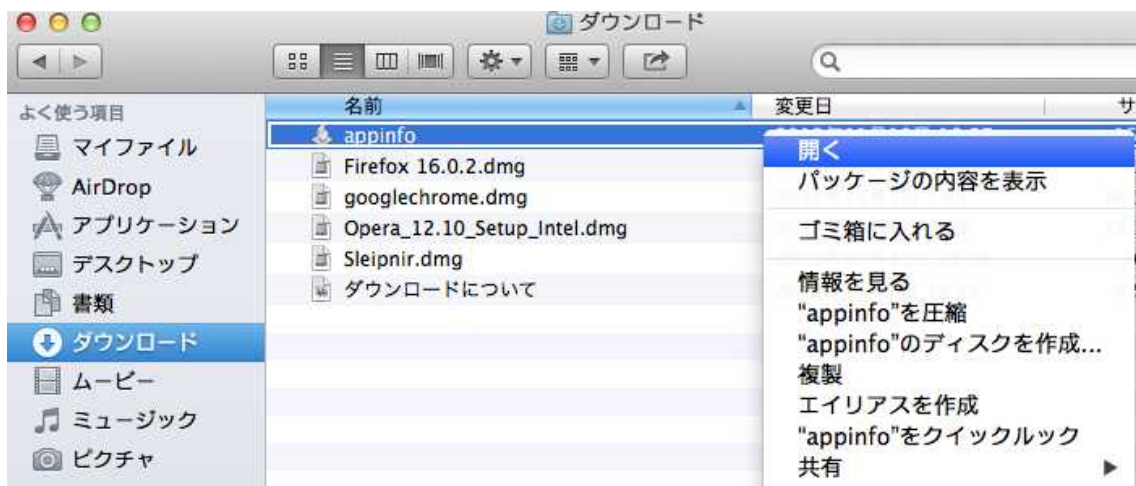 ダウンロード
よく使う項目
マイファイル
AirDrop
アプリケーション
デスクトップ
書類
ダウンロード
ムービー
ミュージック
ピクチャ
名前 変更日 サ
appinfo
Firefox 16.0.2.dmg
googlechrome.dmg
Opera_12.10_Setup_Intel.dmg
Sleipnir.dmg
ダウンロードについて
開く
パッケージの内容を表示
ゴミ箱に入れる
情報を見る
“appinfo”を圧縮
“appinfo”のディスクを作成...
複製
エイリアスを作成
“appinfo”をクイックルック
共有